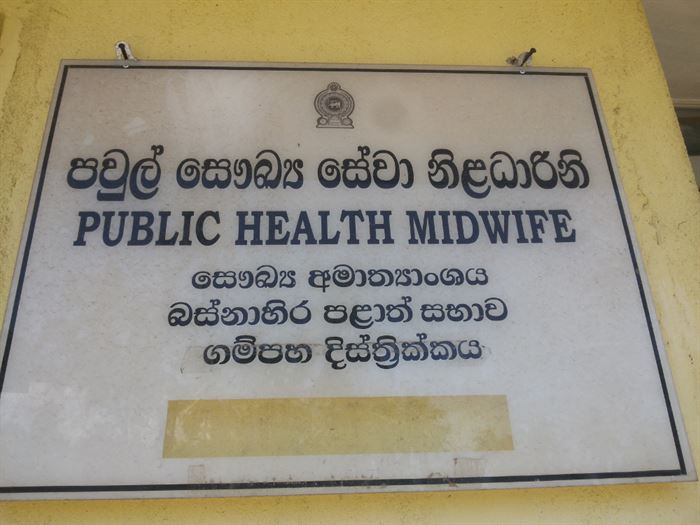 පවුල් සෞඛ්‍ය සේවා නිළධාරිනි
PUBLIC HEALTH MIDWIFE
සෞඛ්‍ය අමාත්‍යාංශය
බස්නාහිර පළාත් සභාව
ගම්පහ දිස්ත්‍රික්කය